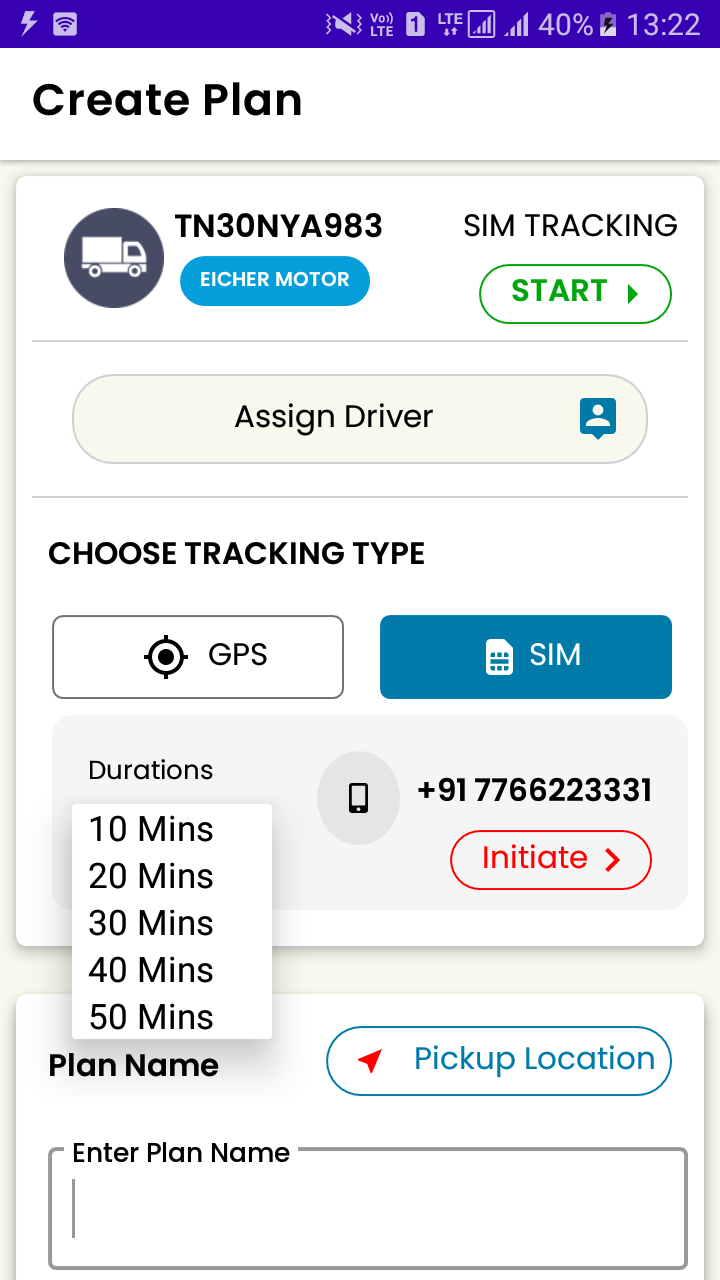 Vo)) LTE 1 LTE 40% 13:22
Create Plan
TN30NYA983
SIM TRACKING
EICHER MOTOR
START
Assign Driver
CHOOSE TRACKING TYPE
GPS
SIM
Durations
+91 7766223331
10 Mins
20 Mins
30 Mins
40 Mins
50 Mins
Initiate
Plan Name
Pickup Location
Enter Plan Name